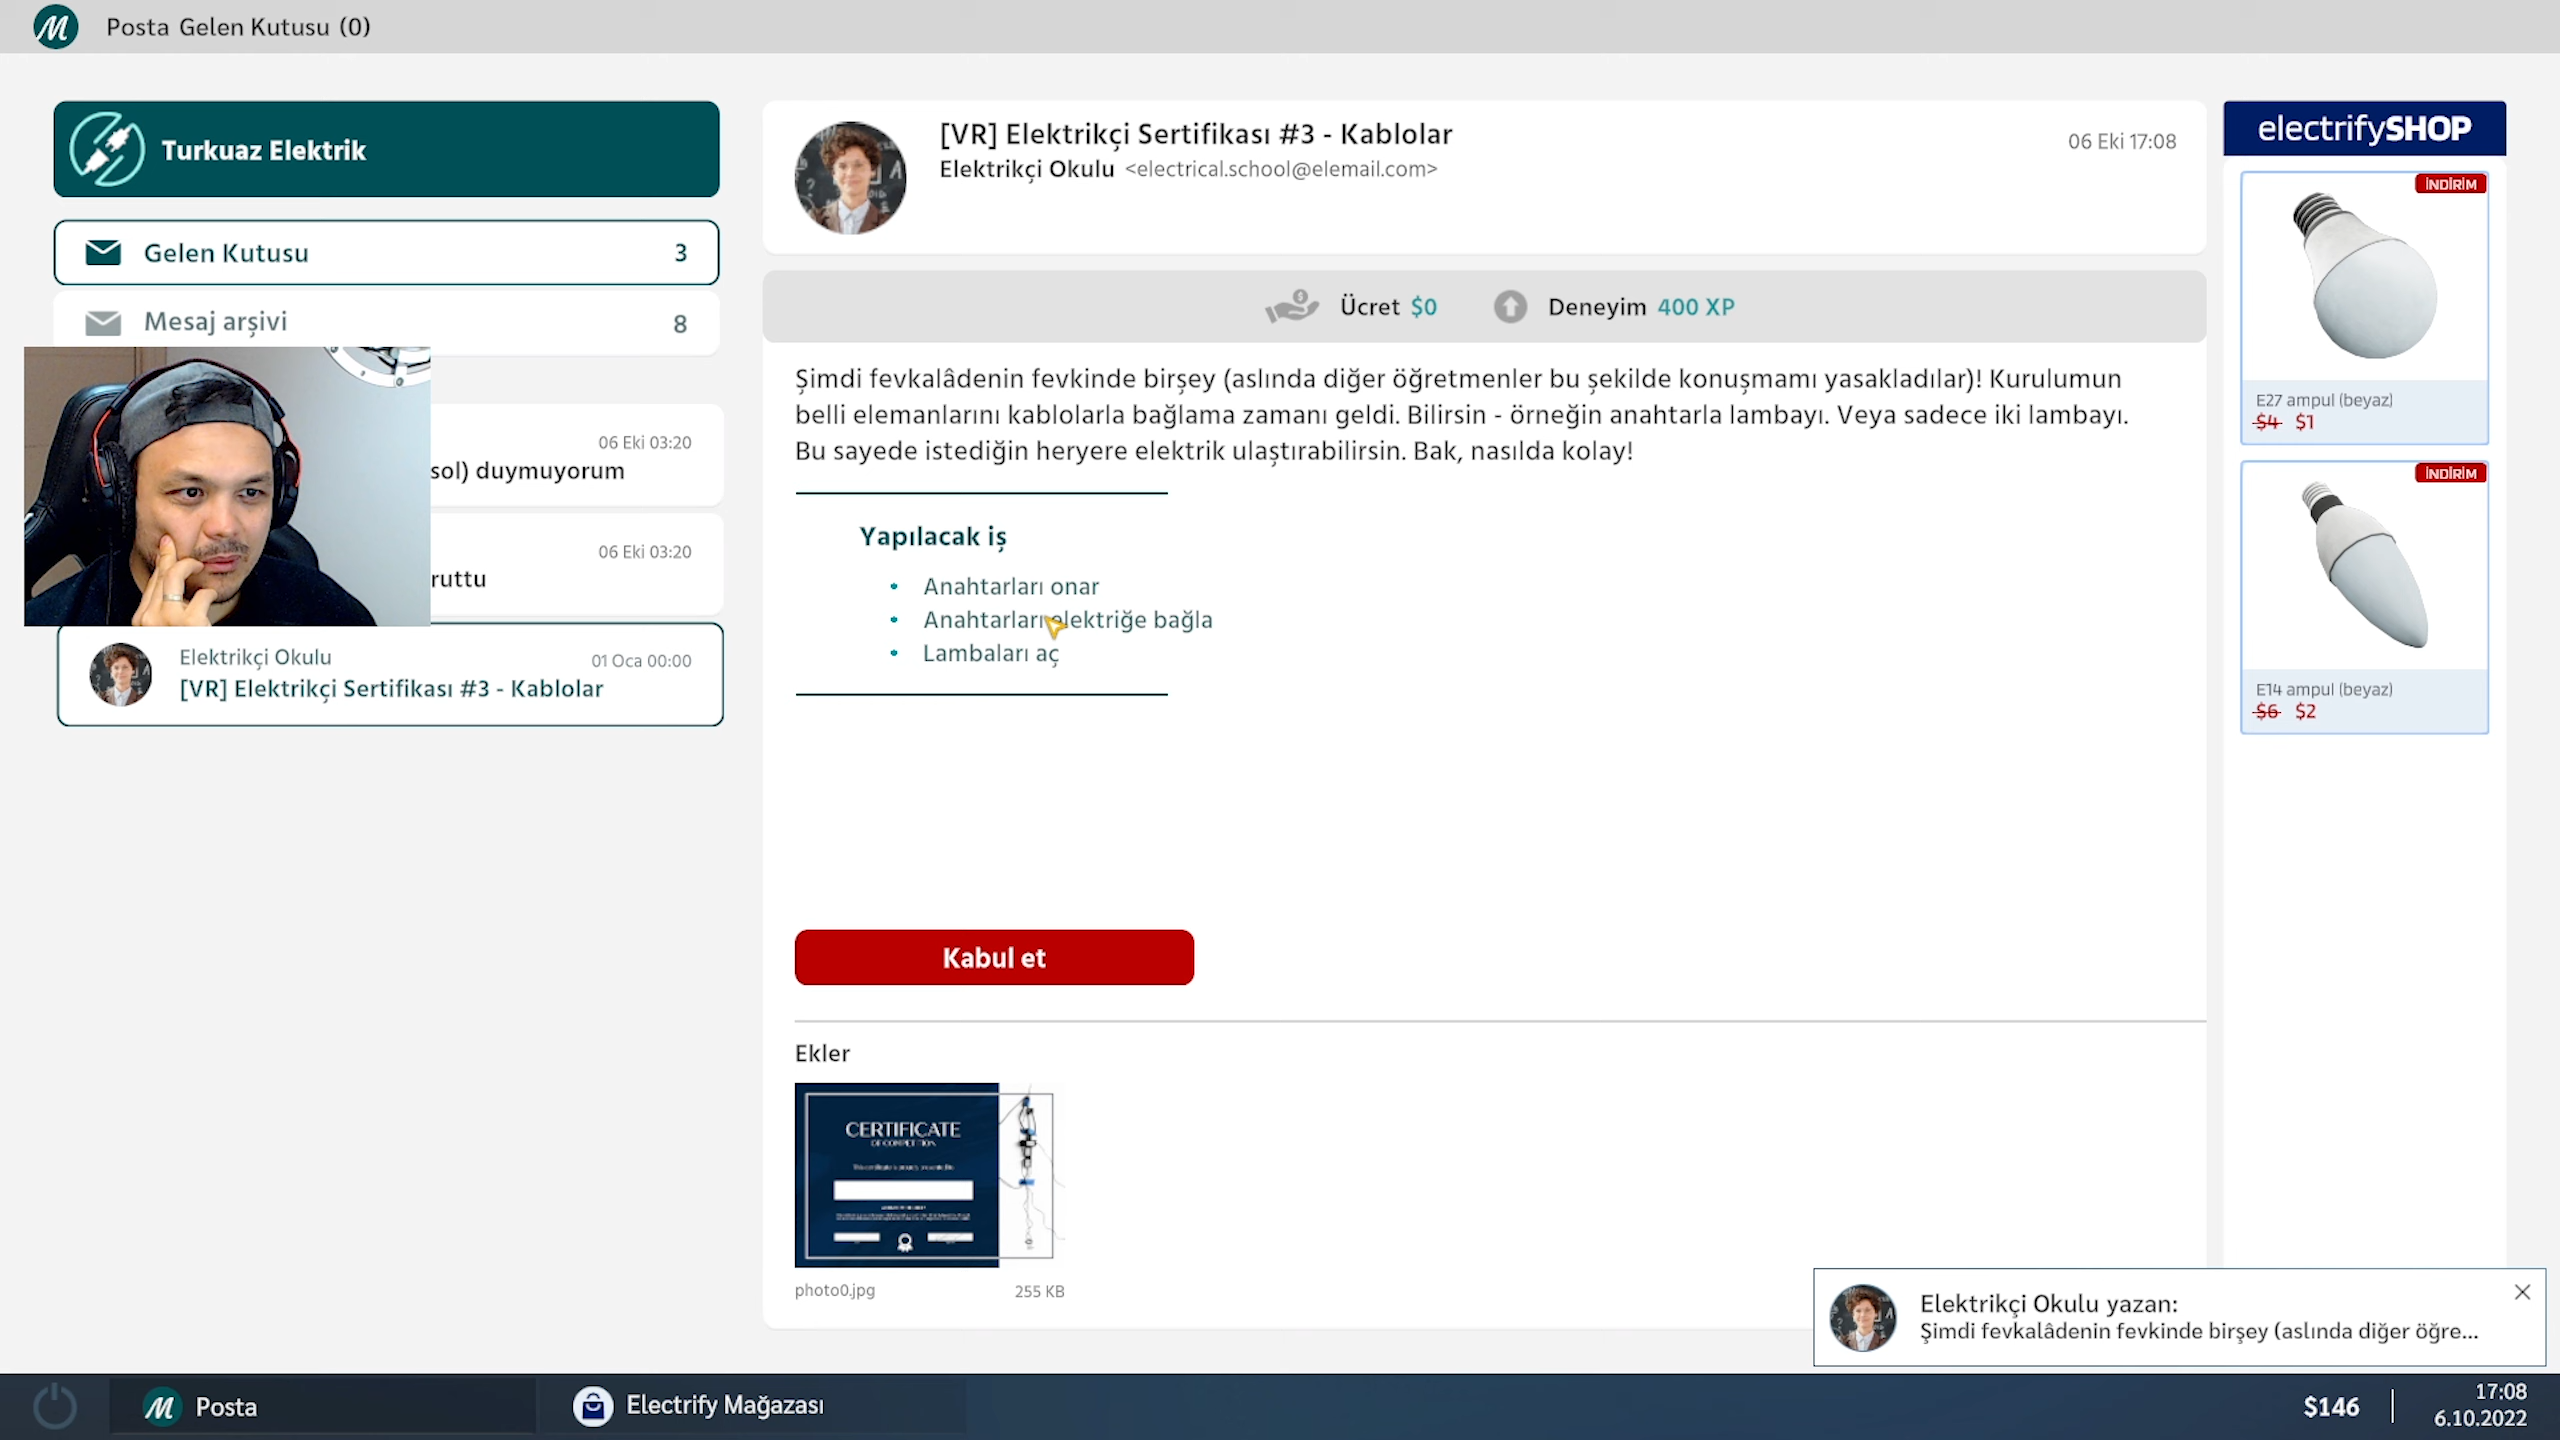 Posta Gelen Kutusu (0)
Turkuaz Elektrik
Gelen Kutusu 3
Mesaj arşivi 8
06 Eki 03:20
sol) duymuyorum
06 Eki 03:20
ruttu
Elektrikçi Okulu 01 Oca 00:00
[VR] Elektrikçi Sertifikası #3 - Kablolar
[VR] Elektrikçi Sertifikası #3 - Kablolar
06 Eki 17:08
Elektrikçi Okulu <electrical.school@elemail.com>
Ücret $0 Deneyim 400 XP
Şimdi fevkalâdenin fevkinde birşey (aslında diğer öğretmenler bu şekilde konuşmamı yasakladılar)! Kurulumun
belli elemanlarını kablolarla bağlama zamanı geldi. Bilirsin - örneğin anahtarla lambayı. Veya sadece iki lambayı.
Bu sayede istediğin heryere elektrik ulaştırabilirsin. Bak, nasılda kolay!
Yapılacak iş
• Anahtarları onar
• Anahtarları elektriğe bağla
• Lambaları aç
Kabul et
Ekler
CERTIFICATE
photo0.jpg 255 KB
electrifySHOP
İNDİRİM
E27 ampul (beyaz)
$4 $1
İNDİRİM
E14 ampul (beyaz)
$6 $2
Elektrikçi Okulu yazan:
Şimdi fevkalâdenin fevkinde birşey (aslında diğer öğre...
Posta
Electrify Mağazası
$146
17:08
6.10.2022